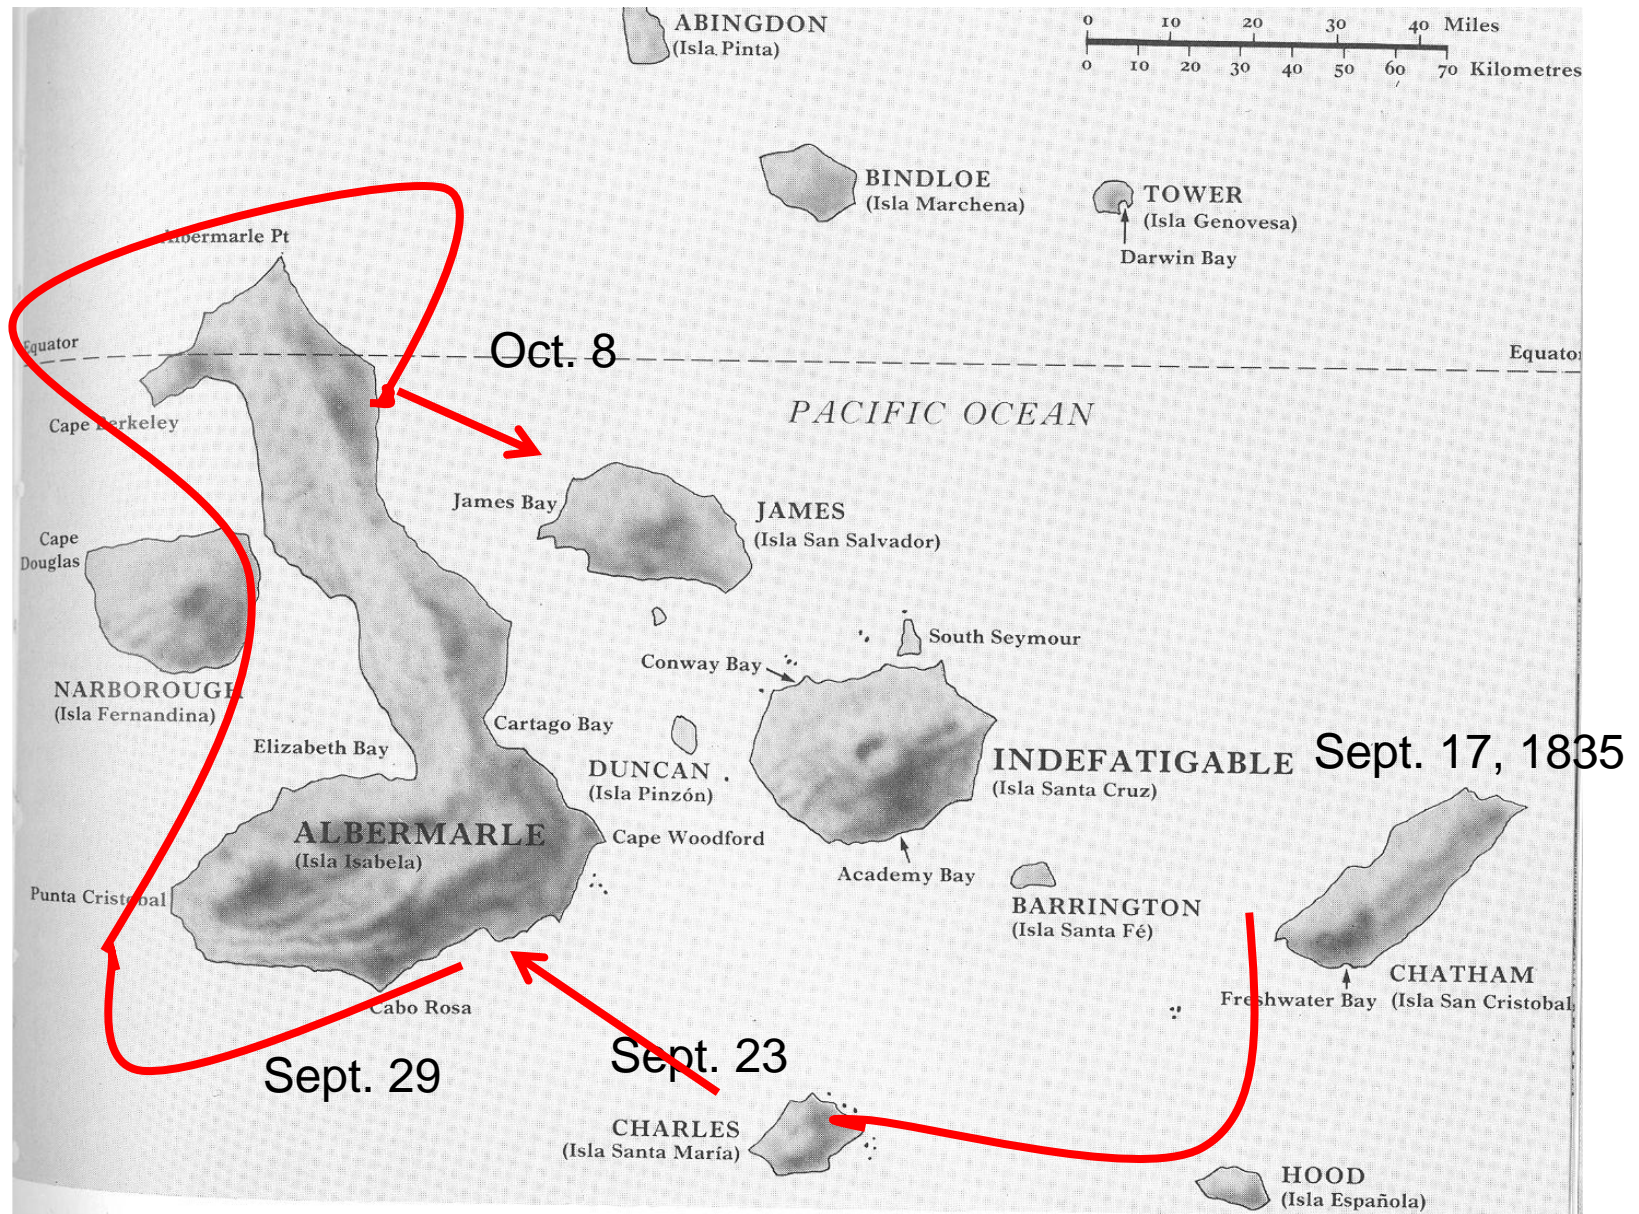 ABINGDON
(Isla Pinta)
0 10 20 30 40 Miles
0 10 20 30 40 50 60 70 Kilometres
BINDLOE
(Isla Marchena)
TOWER
(Isla Genovesa)
Darwin Bay
Albermarle Pt
Equator
Oct. 8
Equator
Cape Berkeley
PACIFIC OCEAN
James Bay
JAMES
(Isla San Salvador)
Cape
Douglas
South Seymour
Conway Bay
NARBOROUGH
(Isla Fernandina)
Cartago Bay
Elizabeth Bay
DUNCAN
(Isla Pinzón)
INDEFATIGABLE
(Isla Santa Cruz)
Sept. 17, 1835
ALBERMARLE
(Isla Isabela)
Cape Woodford
Academy Bay
Punta Cristobal
BARRINGTON
(Isla Santa Fé)
CHATHAM
(Isla San Cristobal
Freshwater Bay
Cabo Rosa
Sept. 29
Sept. 23
CHARLES
(Isla Santa María)
HOOD
(Isla Española)